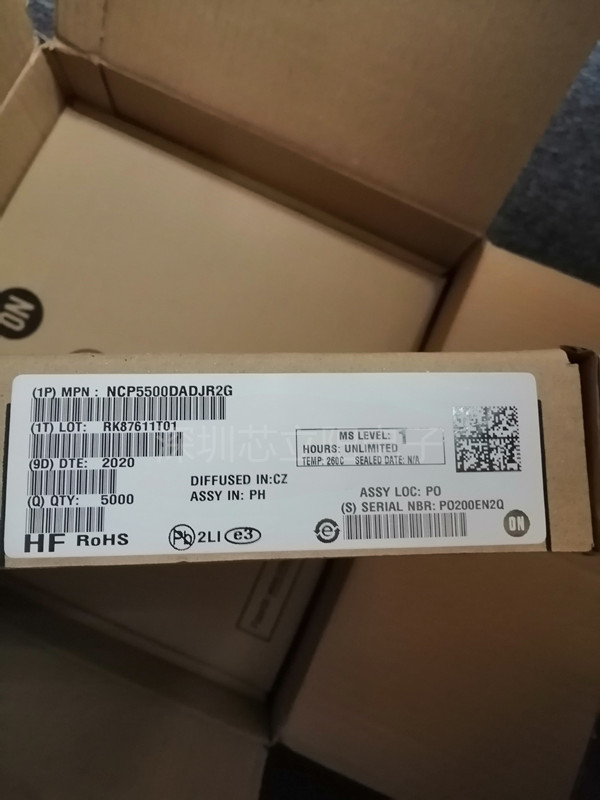 ON
(1P) MPN : NCP5500DADJR2G
(1T) LOT: RK87611T01
(9D) DTE: 2020
(Q) QTY: 5000
HF RoHS
DIFFUSED IN:CZ
ASSY IN: PH
Pb 2LI e3
MS LEVEL: 1
HOURS: UNLIMITED
TEMP: 260C SEALED DATE: N/A
ASSY LOC: PO
(S) SERIAL NBR: PO200EN2Q
e
ON